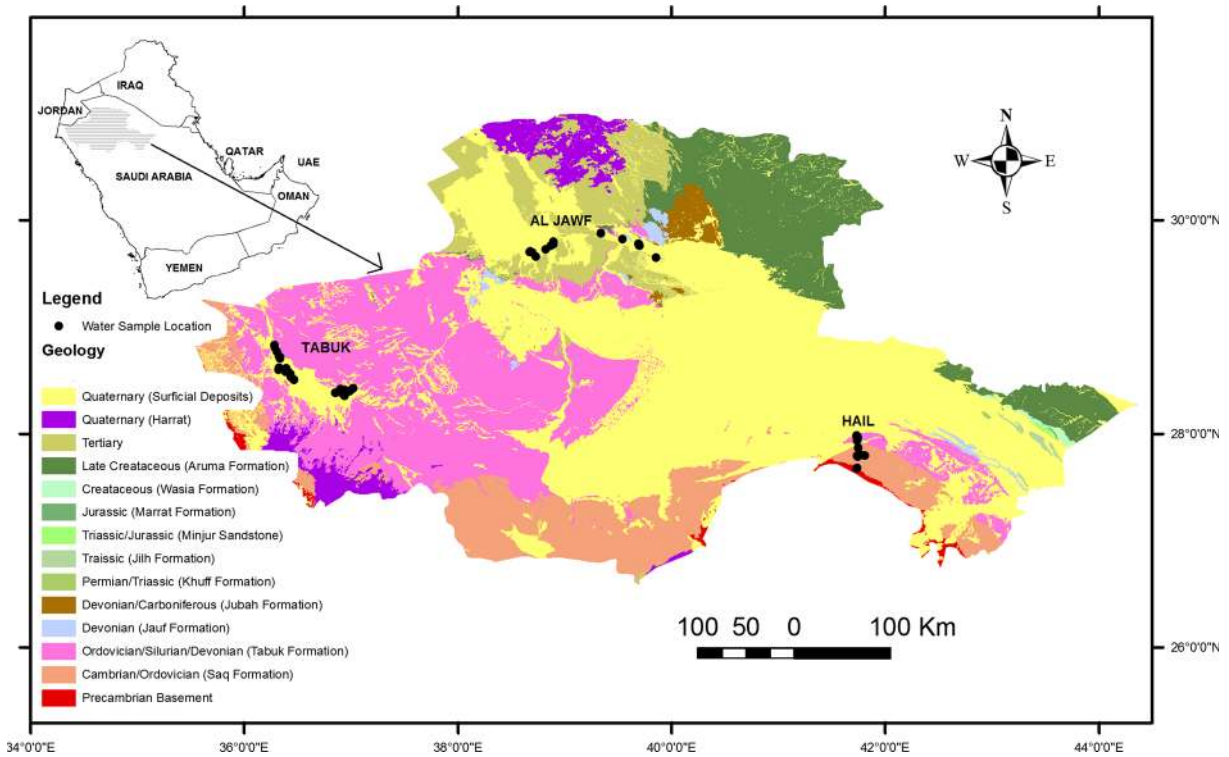 IRAQ
JORDAN
QATAR
UAE
SAUDI ARABIA
OMAN
YEMEN
N
W E
S
AL JAWF
30°0'0"N
Legend
Water Sample Location
Geology
TABUK
HAIL
28°0'0"N
Quaternary (Surficial Deposits)
Quaternary (Harrat)
Tertiary
Late Creataceous (Aruma Formation)
Creataceous (Wasia Formation)
Jurassic (Marrat Formation)
Triassic/Jurassic (Minjur Sandstone)
Traissic (Jilh Formation)
Permian/Triassic (Khuff Formation)
Devonian/Carboniferous (Jubah Formation)
Devonian (Jauf Formation)
Ordovician/Silurian/Devonian (Tabuk Formation)
Cambrian/Ordovician (Saq Formation)
Precambrian Basement
100 50 0 100 Km
26°0'0"N
34°0'0"E 36°0'0"E 38°0'0"E 40°0'0"E 42°0'0"E 44°0'0"E